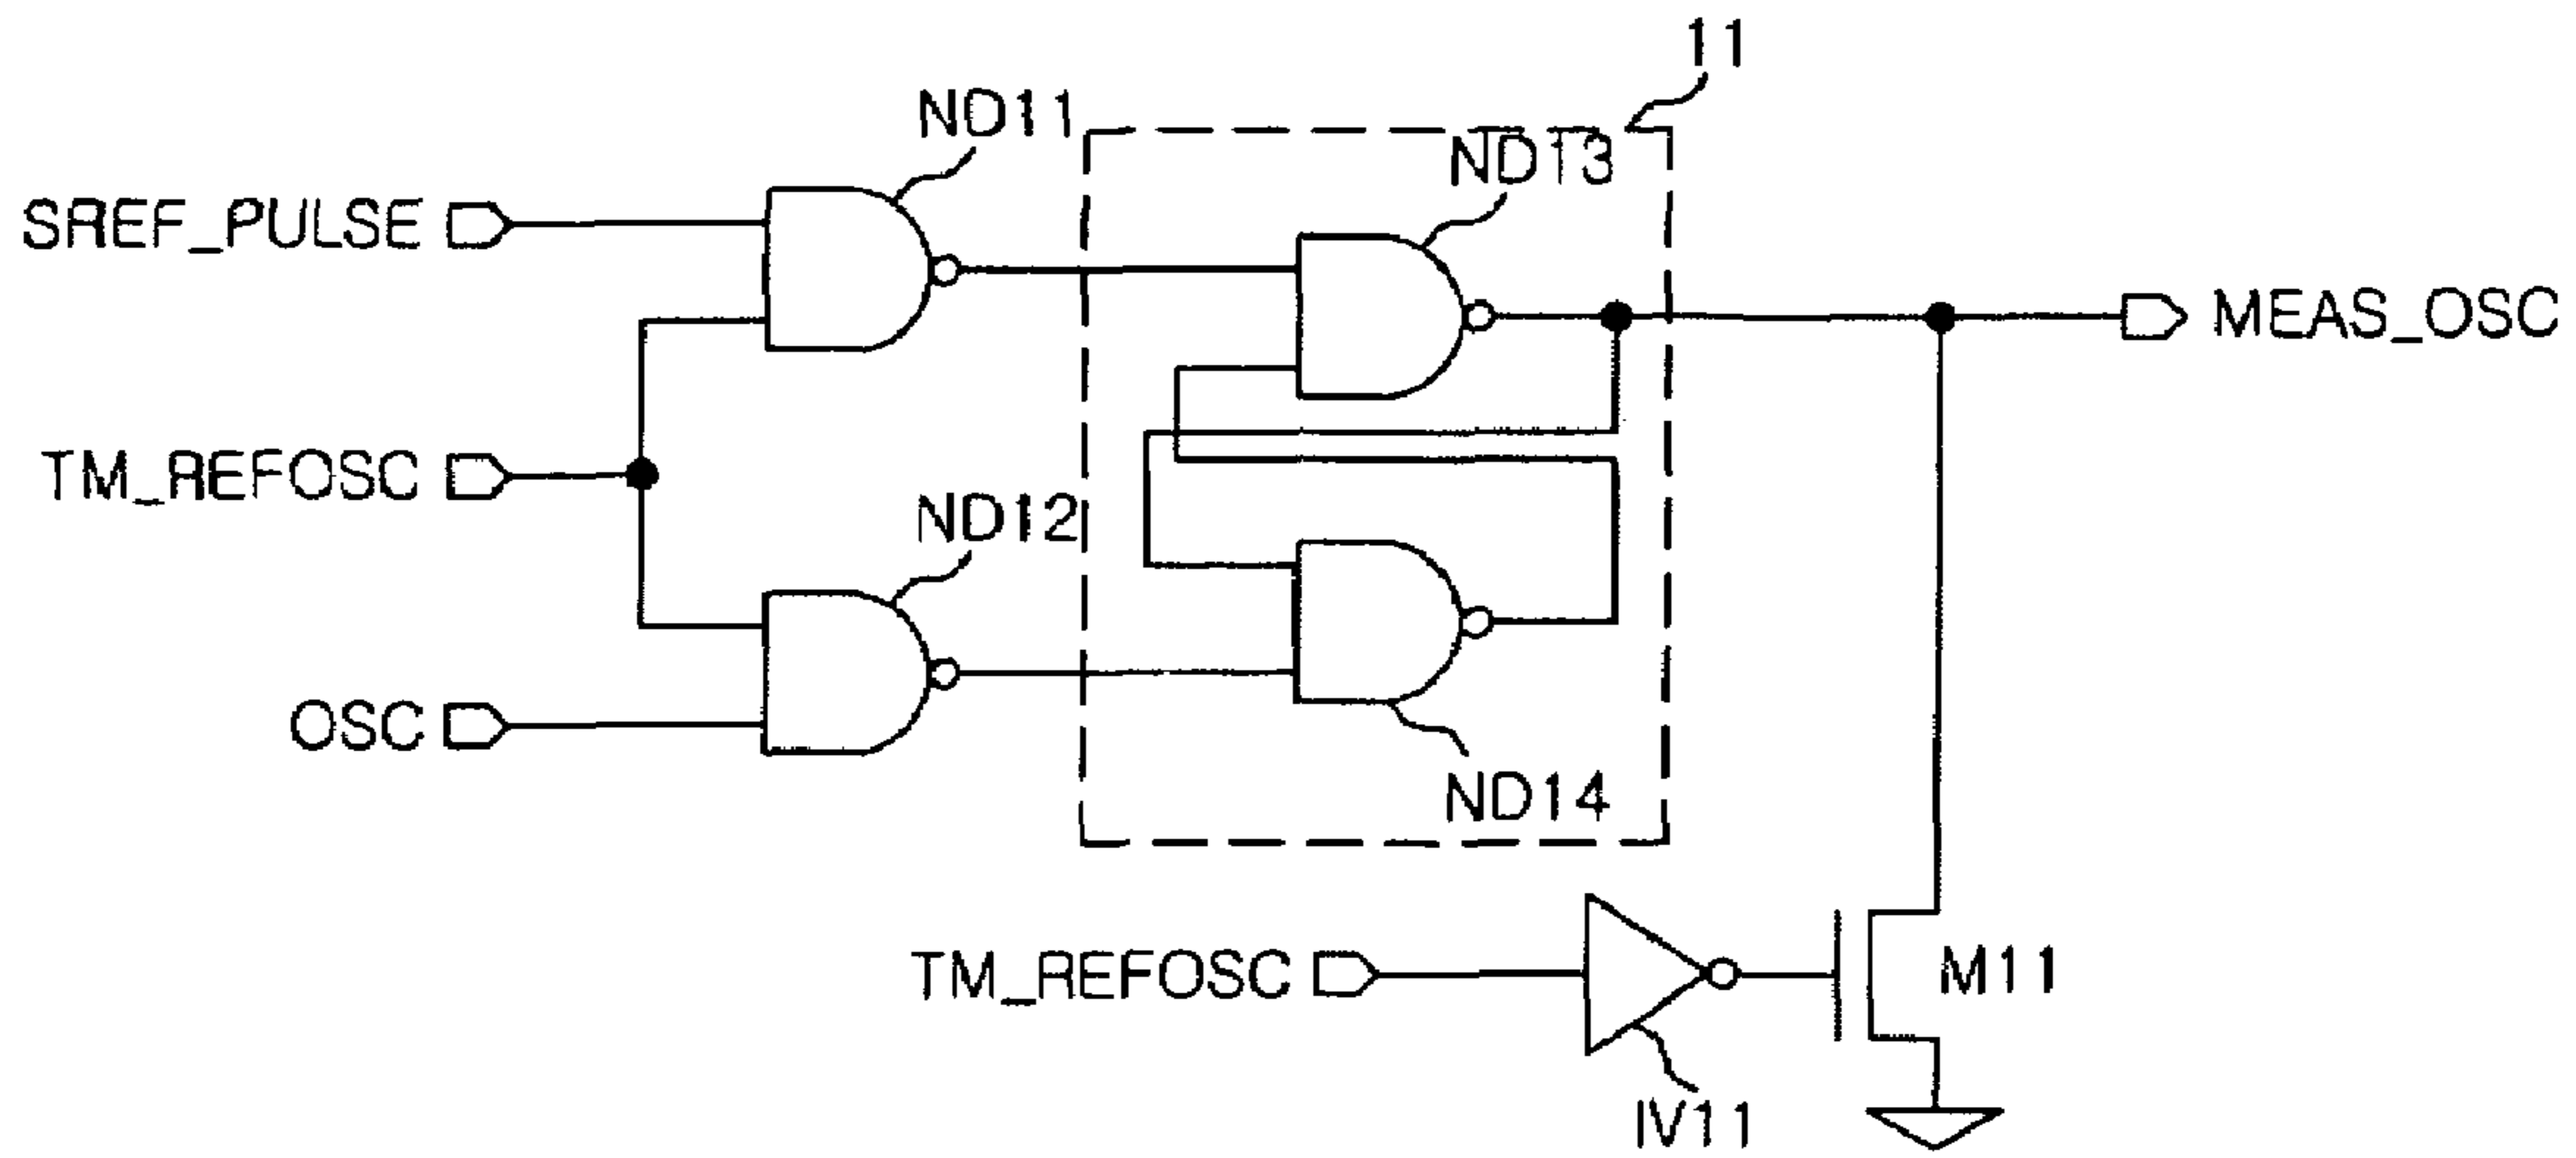 11
ND11
ND13
SREF_PULSE
MEAS_OSC
TM_REFOSC
ND12
OSC
ND14
TM_REFOSC
M11
IV11